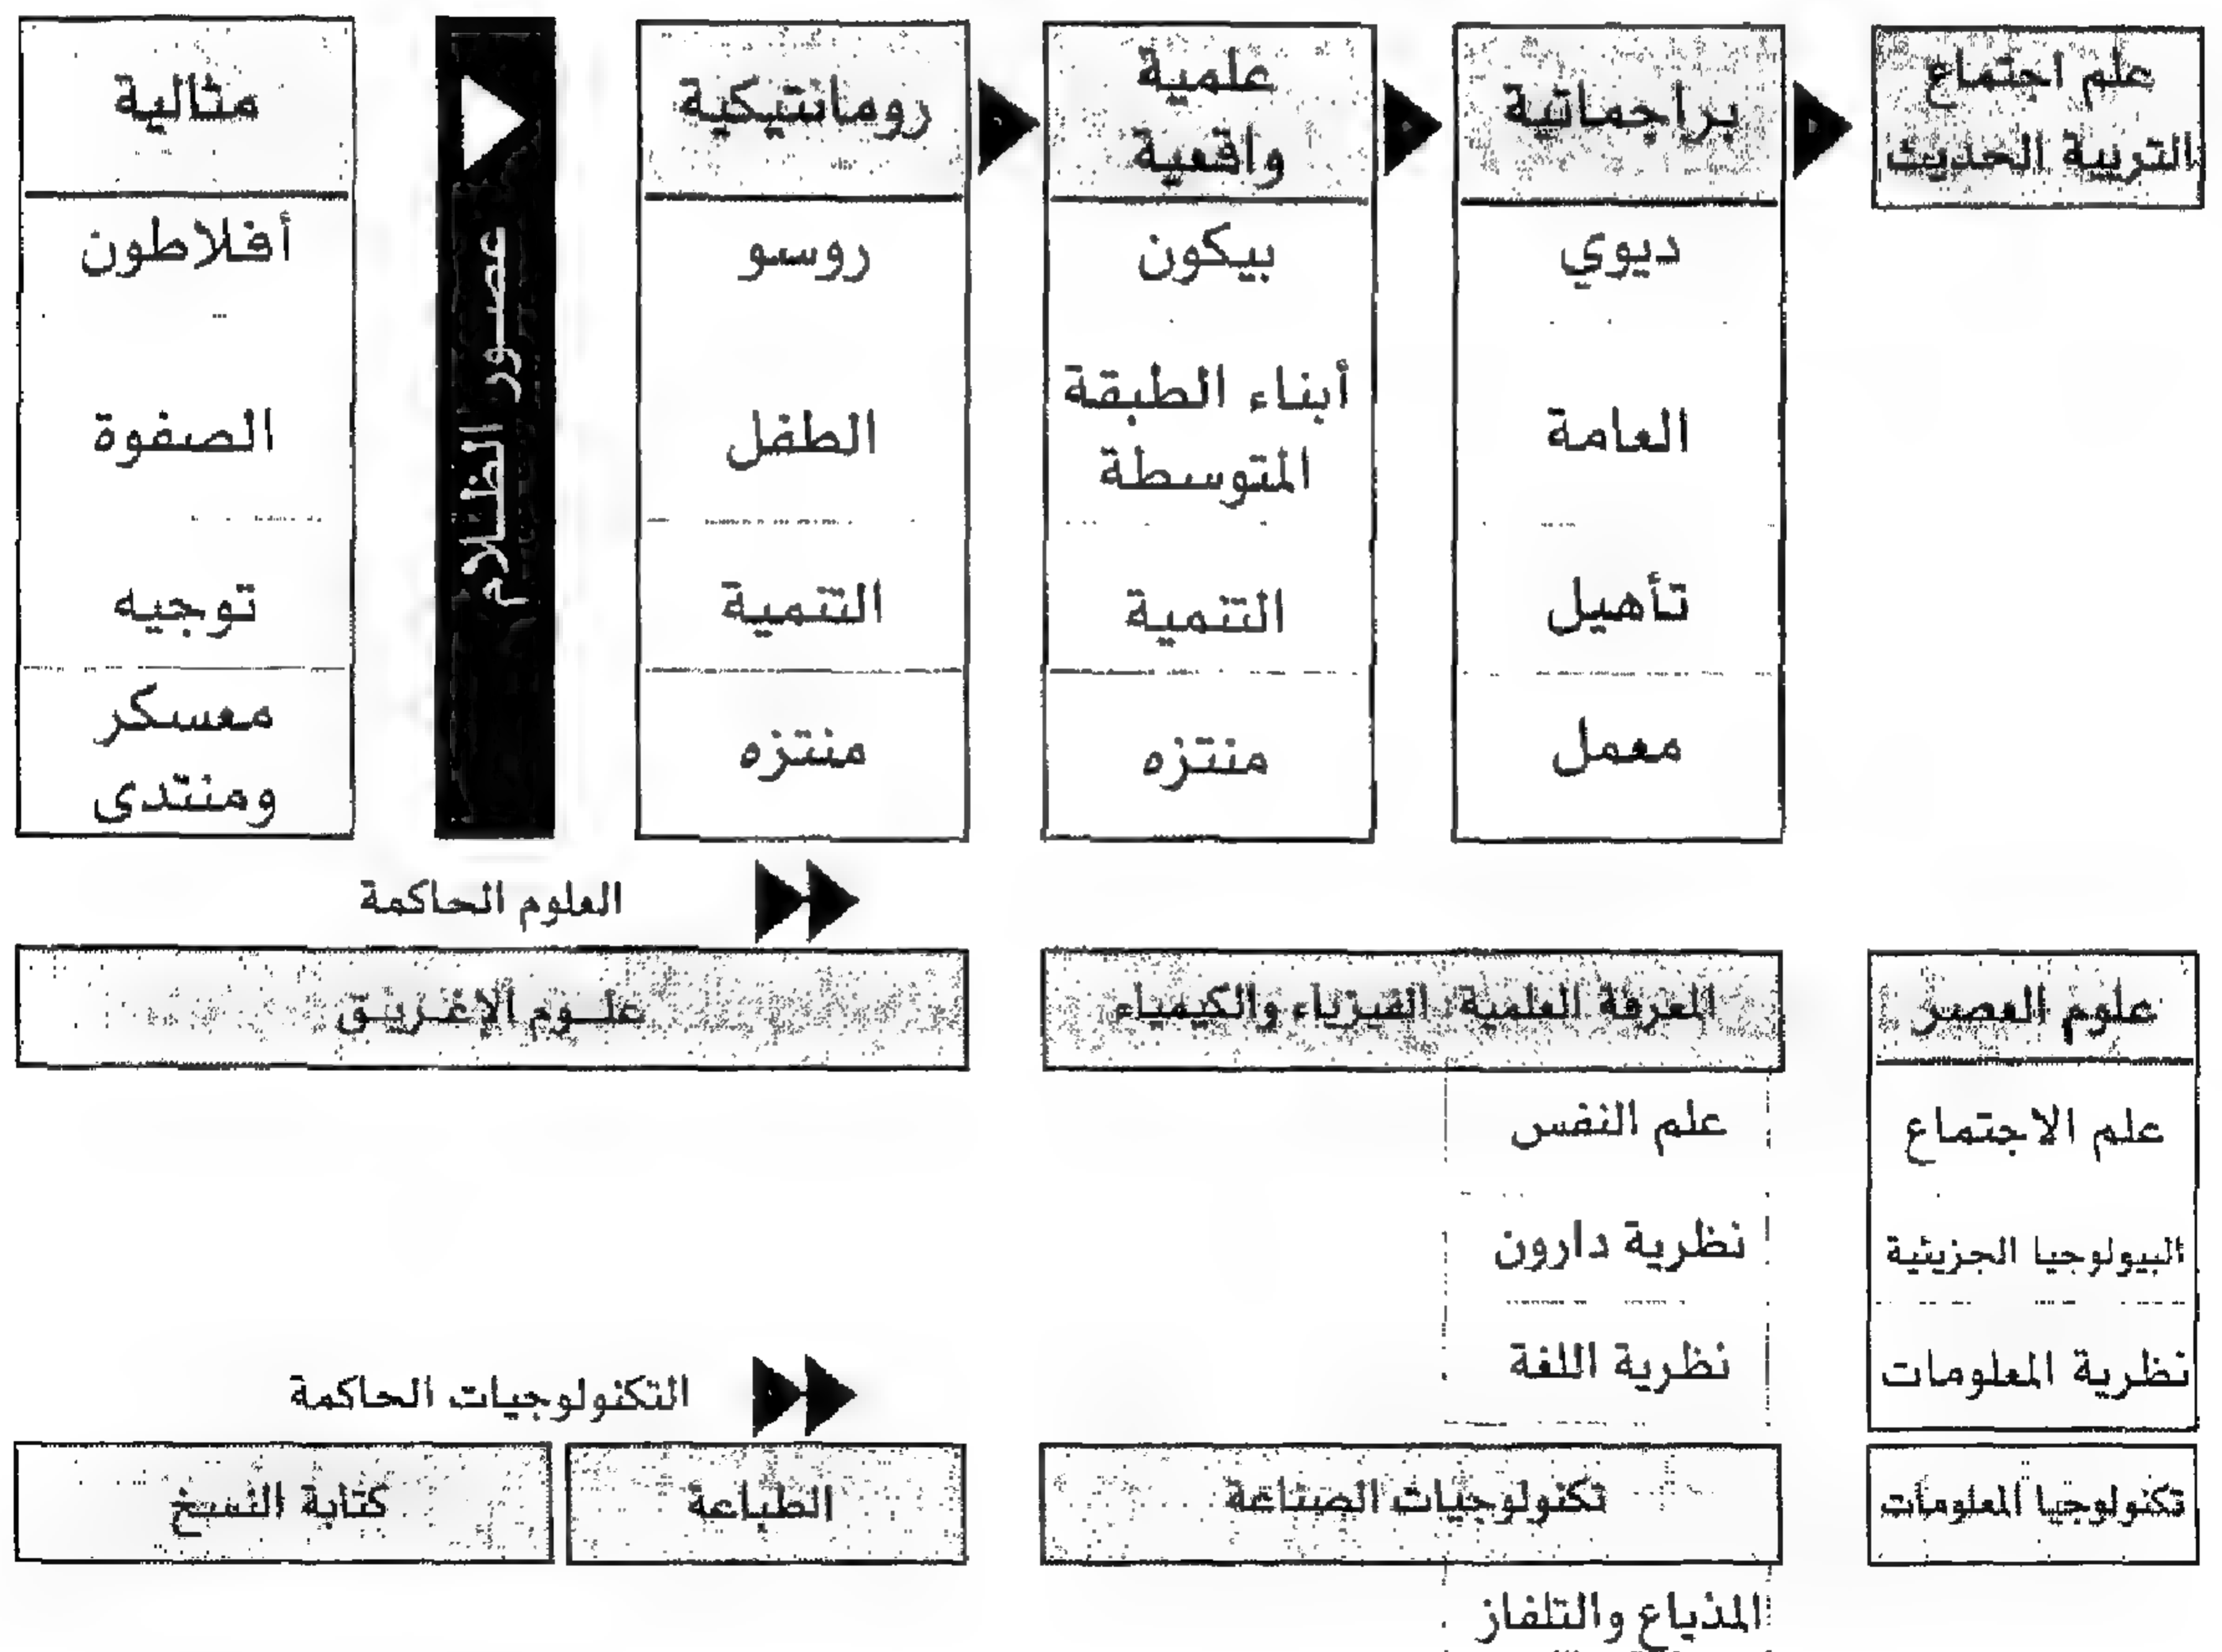 مثالية
أفلاطون
الصفوة
توجيه
معسكر
ومنتدى
عصور الظلام
رومانتيكية
روسو
الطفل
التنمية
منتزه
علمية
واقعية
بيكون
أبناء الطبقة
المتوسطة
التنمية
منتزه
براجماتية
ديوي
العامة
تأهيل
معمل
علم اجتماع
التربية الحديث
العلوم الحاكمة
علوم الإغريق
المعرفة العلمية: الفيزياء والكيمياء
علم النفس
نظرية دارون
نظرية اللغة
علوم العصر
علم الاجتماع
البيولوجيا الجزيئية
نظرية المعلومات
التكنولوجيات الحاكمة
كتابة النسخ
الطباعة
تكنولوجيات الصناعة
المذياع والتلفاز
تكنولوجيا المعلومات